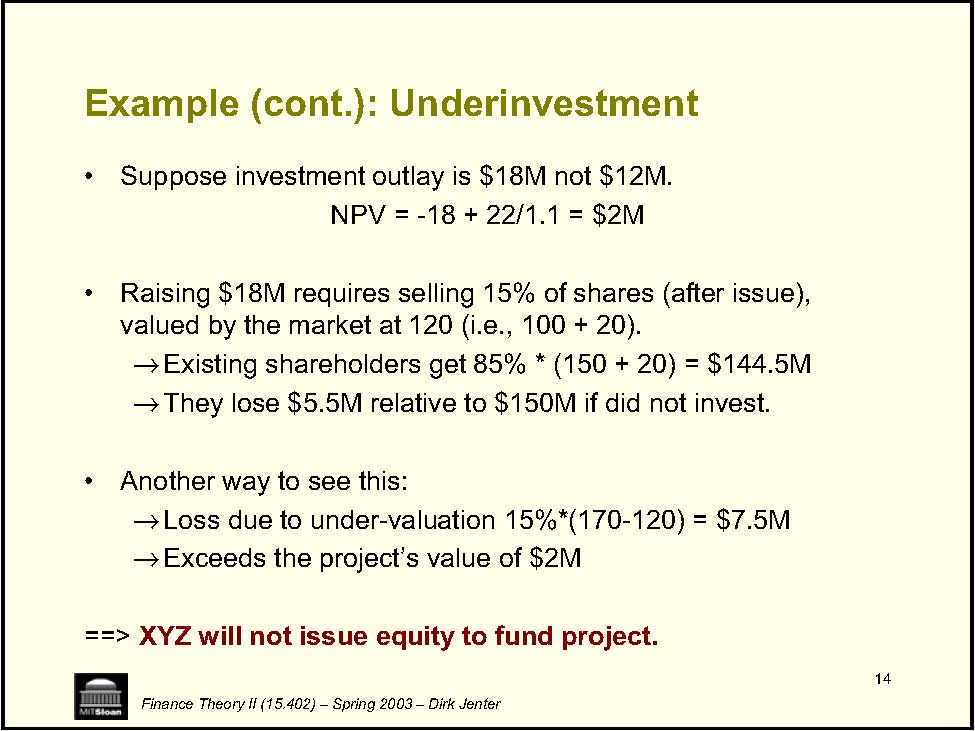 Example (cont.): Underinvestment
• Suppose investment outlay is $18M not $12M.
NPV = -18 + 22/1.1 = $2M
• Raising $18M requires selling 15% of shares (after issue),
valued by the market at 120 (i.e., 100 + 20).
→Existing shareholders get 85% * (150 + 20) = $144.5M
→They lose $5.5M relative to $150M if did not invest.
• Another way to see this:
→Loss due to under-valuation 15%*(170-120) = $7.5M
→Exceeds the project’s value of $2M
==> XYZ will not issue equity to fund project.
14
MITSloan
Finance Theory II (15.402) – Spring 2003 – Dirk Jenter